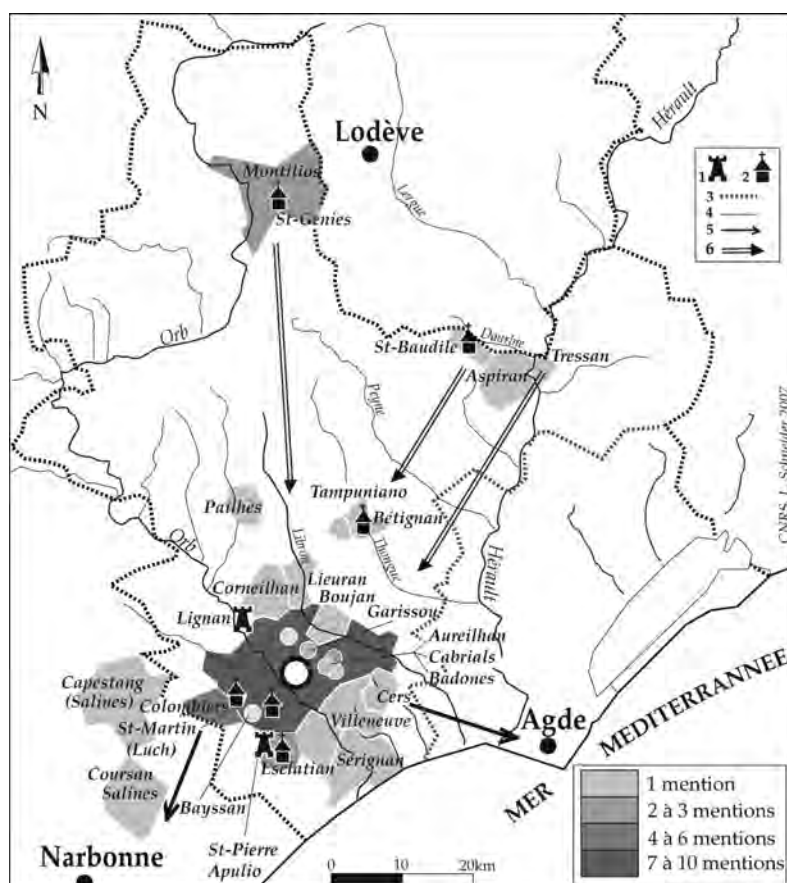 N
Lodève
Hérault
Montilios
St-Genies
Lergue
1
2
3
4
5
6
Orb
St-Baudile
Dourbie
Tressan
Aspiran
Peyne
CNRS, L. Schneider 2007
Pailhes
Tampuniano
Bétignan
Orb
Libron
Thongue
Hérault
Corneilhan
Lieuran
Boujan
Garissou
Lignan
Aureilhan
Cabrials
Badones
Capestang
(Salines)
Colombiers
St-Martin
(Luch)
Cers
Villeneuve
Agde
MER MEDITERRANNEE
Coursan
Salines
Esclatian
Sérignan
Bayssan
St-Pierre
Apulio
Narbonne
0 10 20km
1 mention
2 à 3 mentions
4 à 6 mentions
7 à 10 mentions